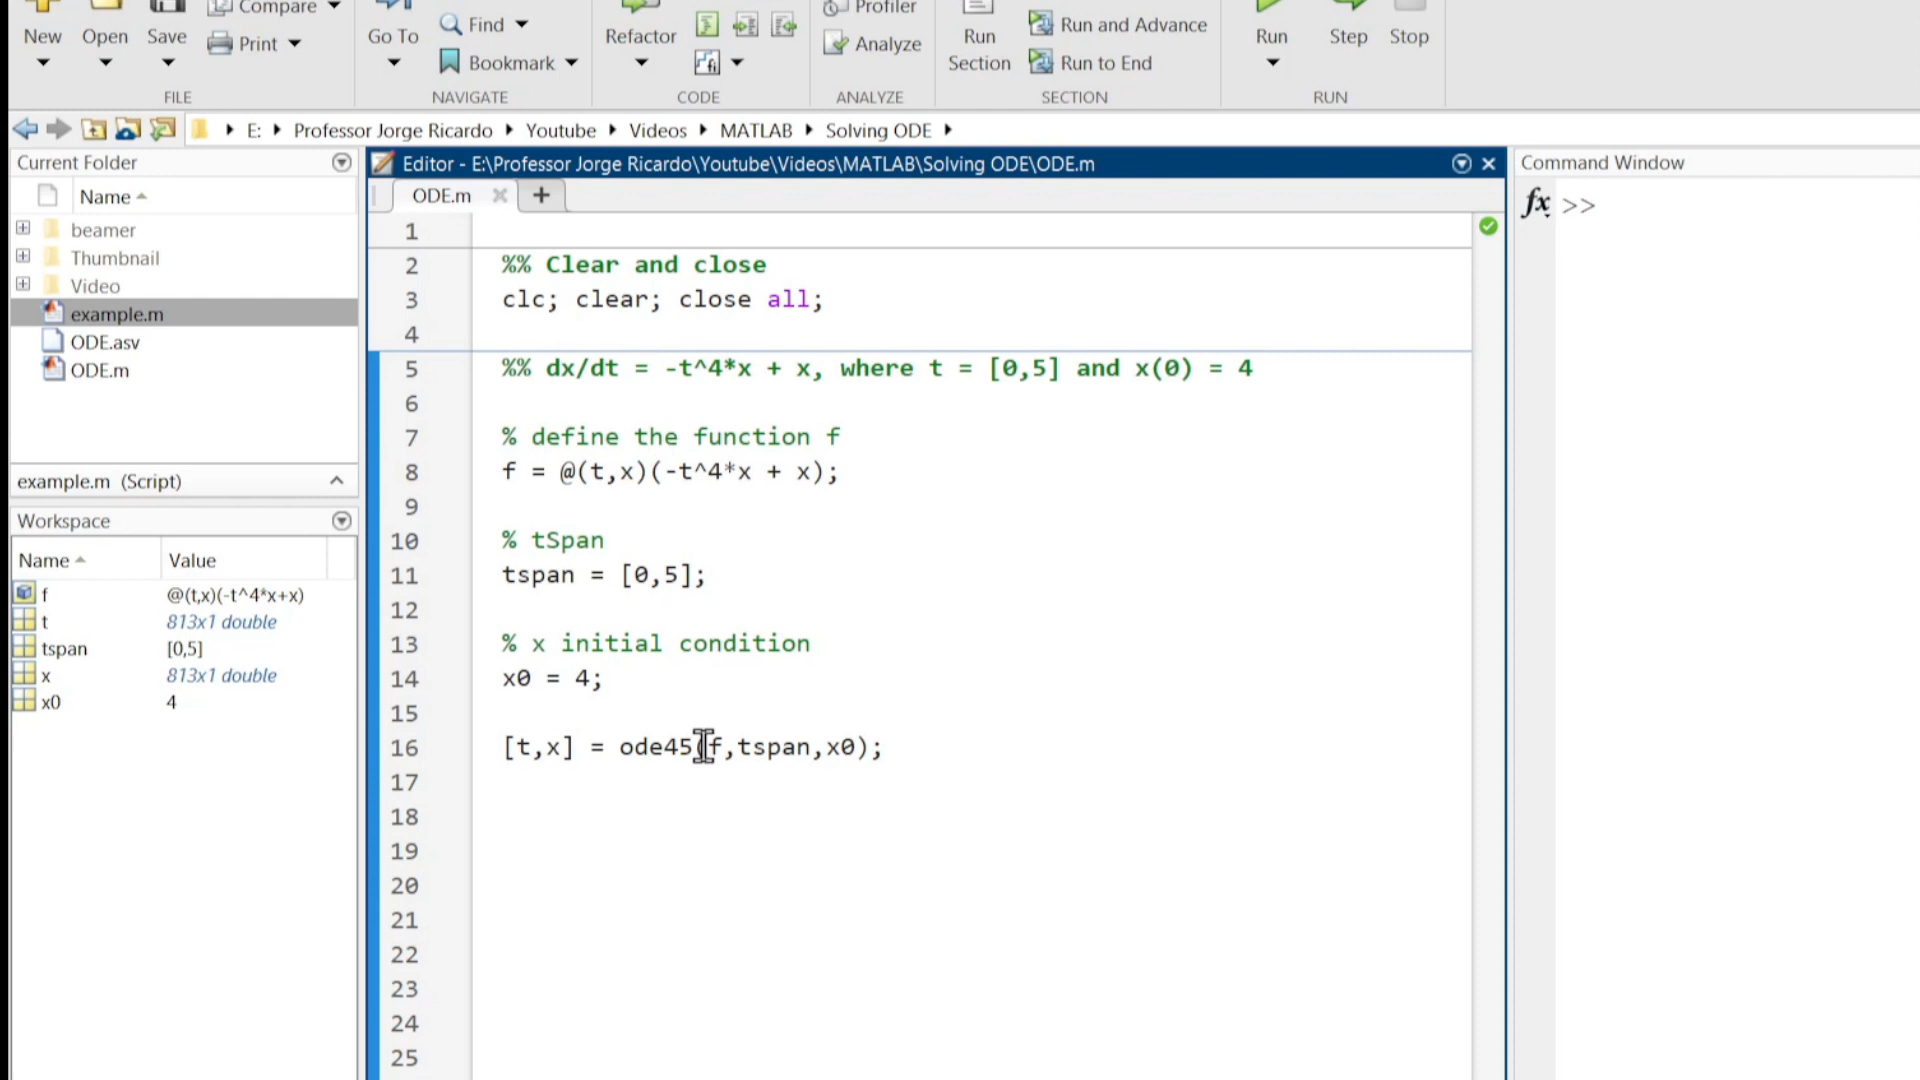 Compare
Profiler
New Open Save Print Go To Find Refactor Analyze Run Section Run and Advance Run Step Stop
Bookmark Run to End
FILE NAVIGATE CODE ANALYZE SECTION RUN
E: Professor Jorge Ricardo Youtube Videos MATLAB Solving ODE
Current Folder
Name
beamer
Thumbnail
Video
example.m
ODE.asv
ODE.m
example.m (Script)
Workspace
Name Value
f @(t,x)(-t^4*x+x)
t 813x1 double
tspan [0,5]
x 813x1 double
x0 4
Editor - E:\Professor Jorge Ricardo\Youtube\Videos\MATLAB\Solving ODE\ODE.m
ODE.m
1
2 %% Clear and close
3 clc; clear; close all;
4
5 %% dx/dt = -t^4*x + x, where t = [0,5] and x(0) = 4
6
7 % define the function f
8 f = @(t,x)(-t^4*x + x);
9
10 % tSpan
11 tspan = [0,5];
12
13 % x initial condition
14 x0 = 4;
15
16 [t,x] = ode45(f,tspan,x0);
17
18
19
20
21
22
23
24
25
Command Window
fx >>